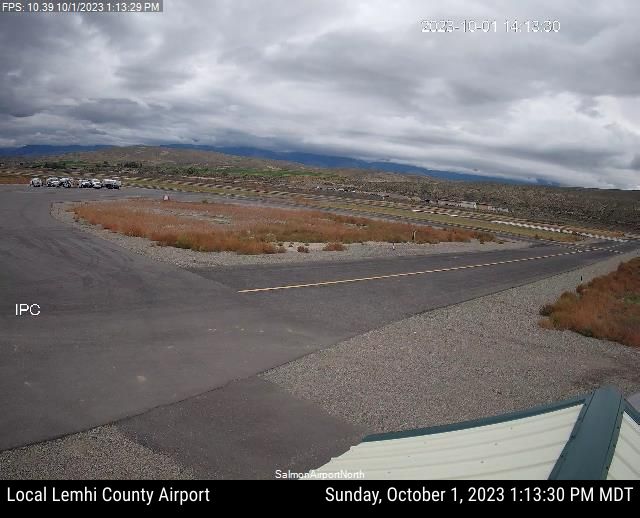 FPS: 10.39 10/1/2023 1:13:29 PM
2023-10-01 14:13:30
IPC
SalmonAirportNorth
Local Lemhi County Airport
Sunday, October 1, 2023 1:13:30 PM MDT